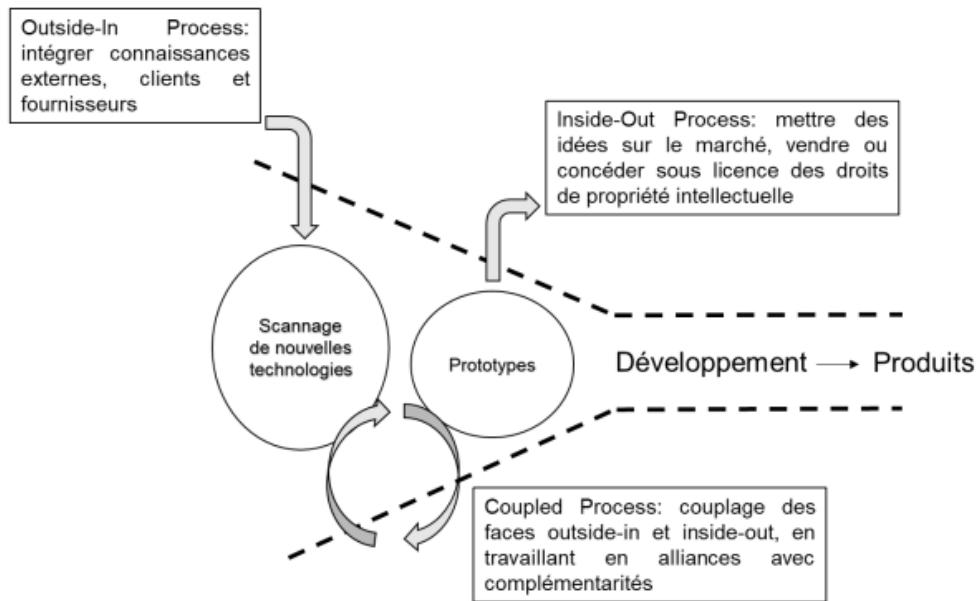 Outside-In Process:
intégrer connaissances
externes, clients et
fournisseurs
Inside-Out Process: mettre des
idées sur le marché, vendre ou
concéder sous licence des droits
de propriété intellectuelle
Scannage
de nouvelles
technologies
Prototypes
Développement → Produits
Coupled Process: couplage des
faces outside-in et inside-out, en
travaillant en alliances avec
complémentarités